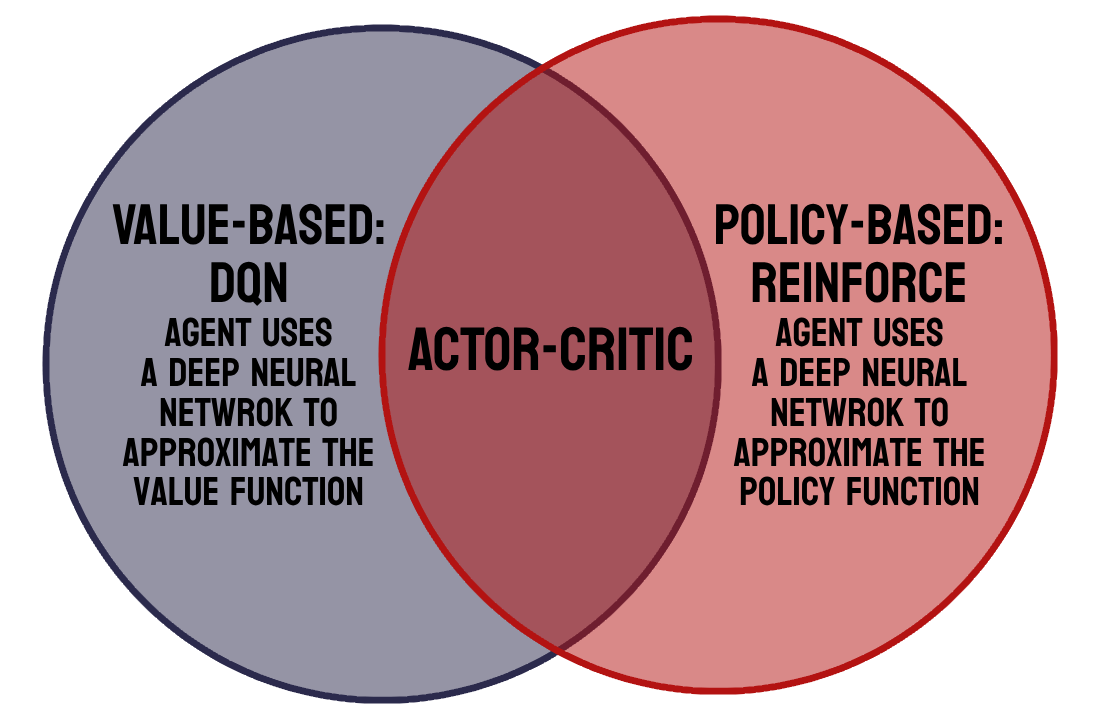 VALUE-BASED:
DQN
AGENT USES
A DEEP NEURAL
NETWROK TO
APPROXIMATE THE
VALUE FUNCTION
ACTOR-CRITIC
POLICY-BASED:
REINFORCE
AGENT USES
A DEEP NEURAL
NETWROK TO
APPROXIMATE THE
POLICY FUNCTION